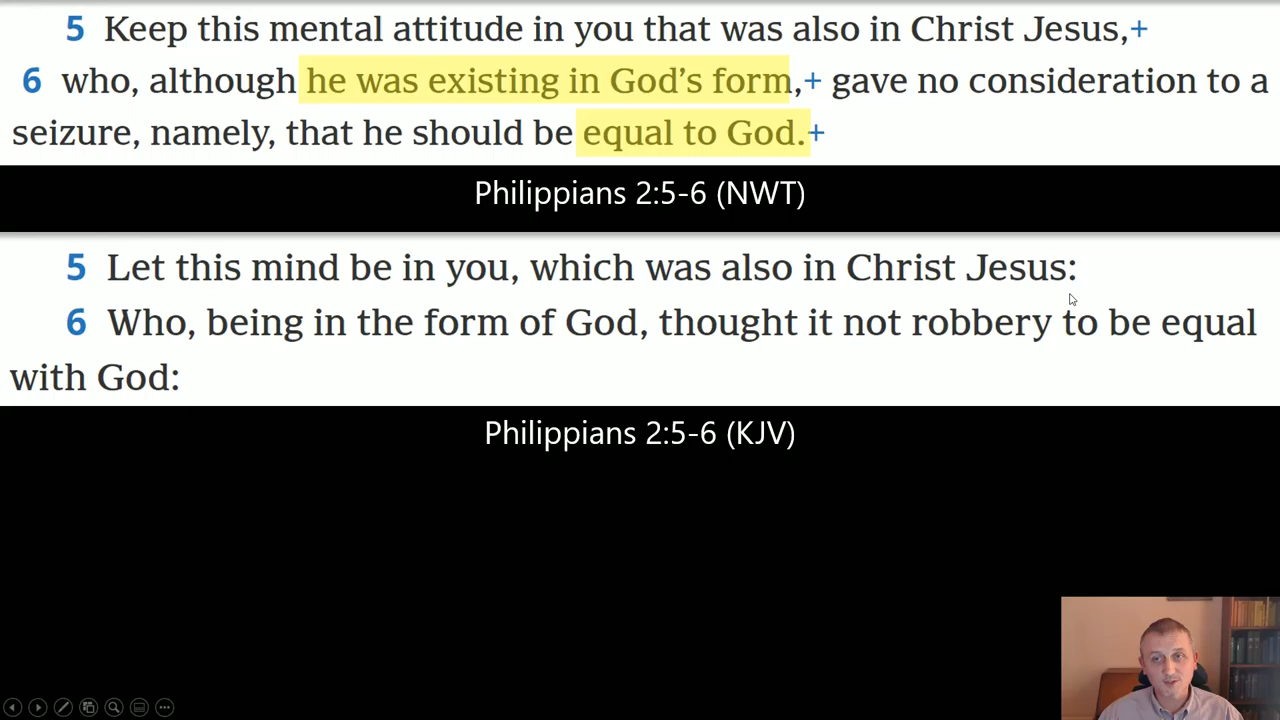 5 Keep this mental attitude in you that was also in Christ Jesus,+
6 who, although he was existing in God’s form,+ gave no consideration to a
seizure, namely, that he should be equal to God.+
Philippians 2:5-6 (NWT)
5 Let this mind be in you, which was also in Christ Jesus:
6 Who, being in the form of God, thought it not robbery to be equal
with God:
Philippians 2:5-6 (KJV)